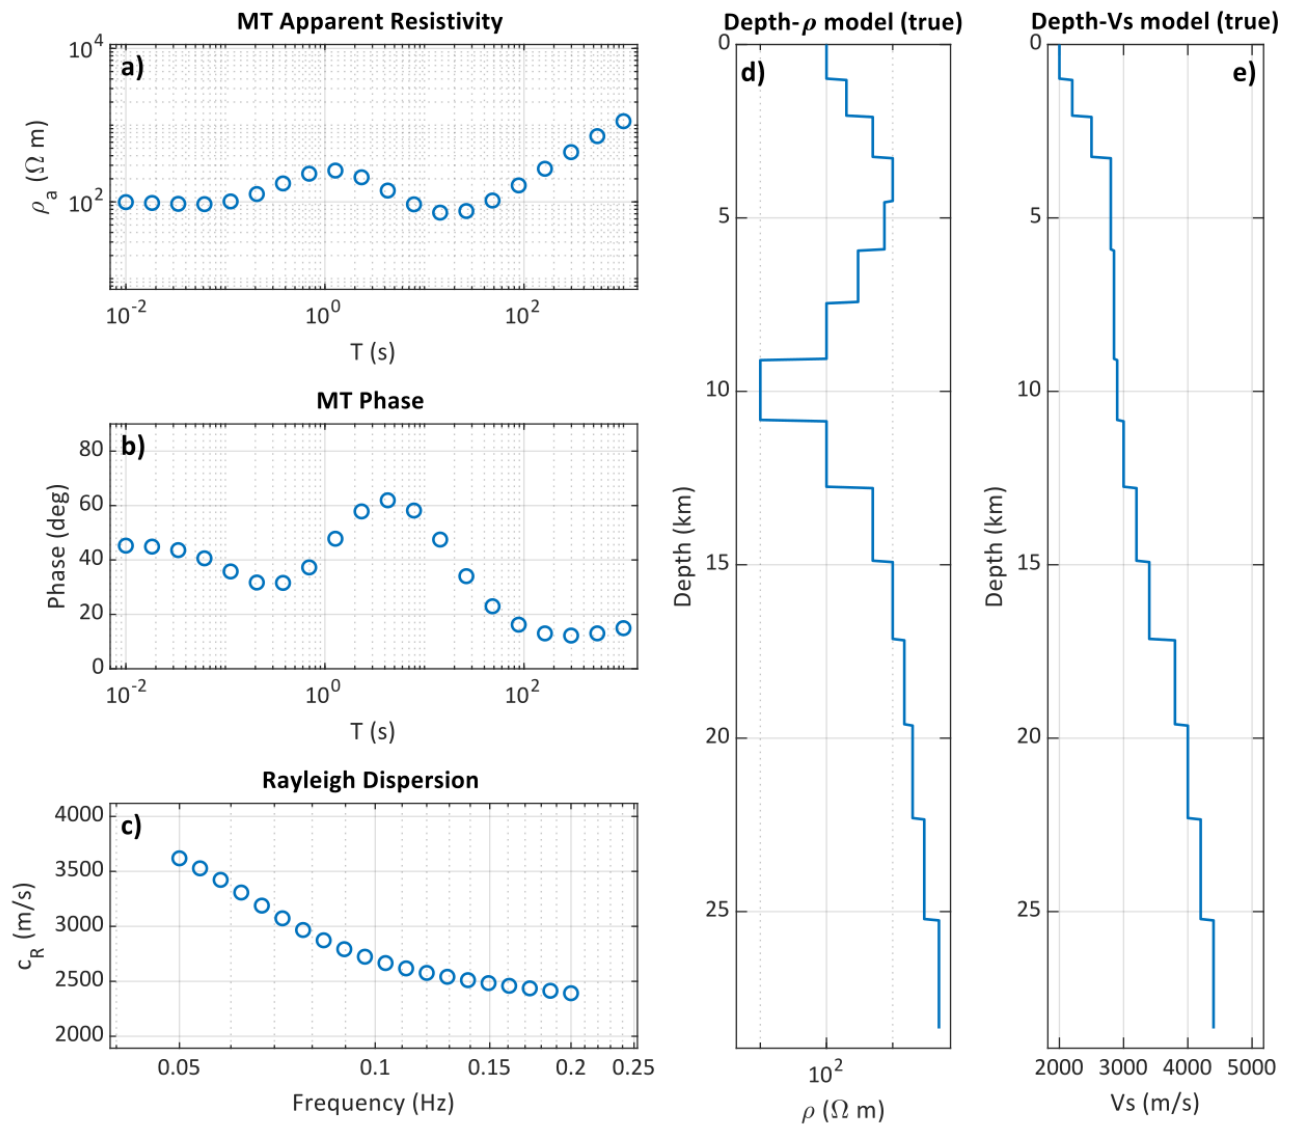 MT Apparent Resistivity
a)
10^4
10^2
ρ_a (Ω m)
10^-2
10^0
10^2
T (s)
MT Phase
b)
80
60
40
20
0
Phase (deg)
10^-2
10^0
10^2
T (s)
Rayleigh Dispersion
c)
4000
3500
3000
2500
2000
c_R (m/s)
0.05
0.1
0.15
0.2
0.25
Frequency (Hz)
Depth-ρ model (true)
d)
0
5
10
15
20
25
Depth (km)
10^2
ρ (Ω m)
Depth-Vs model (true)
e)
0
5
10
15
20
25
Depth (km)
2000
3000
4000
5000
Vs (m/s)